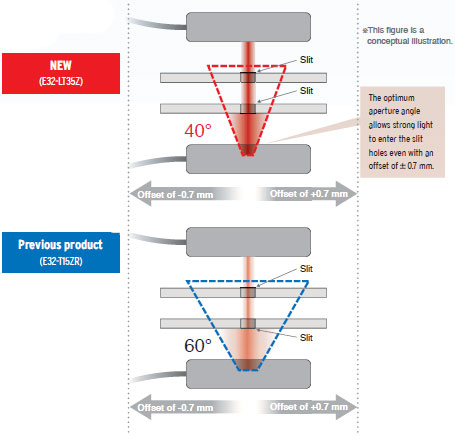 ※This figure is a
conceptual illustration.
NEW
(E32-LT35Z)
Slit
Slit
40°
The optimum
aperture angle
allows strong light
to enter the slit
holes even with an
offset of ± 0.7 mm.
Offset of -0.7 mm
Offset of +0.7 mm
Previous product
(E32-T15ZR)
Slit
Slit
60°
Offset of -0.7 mm
Offset of +0.7 mm